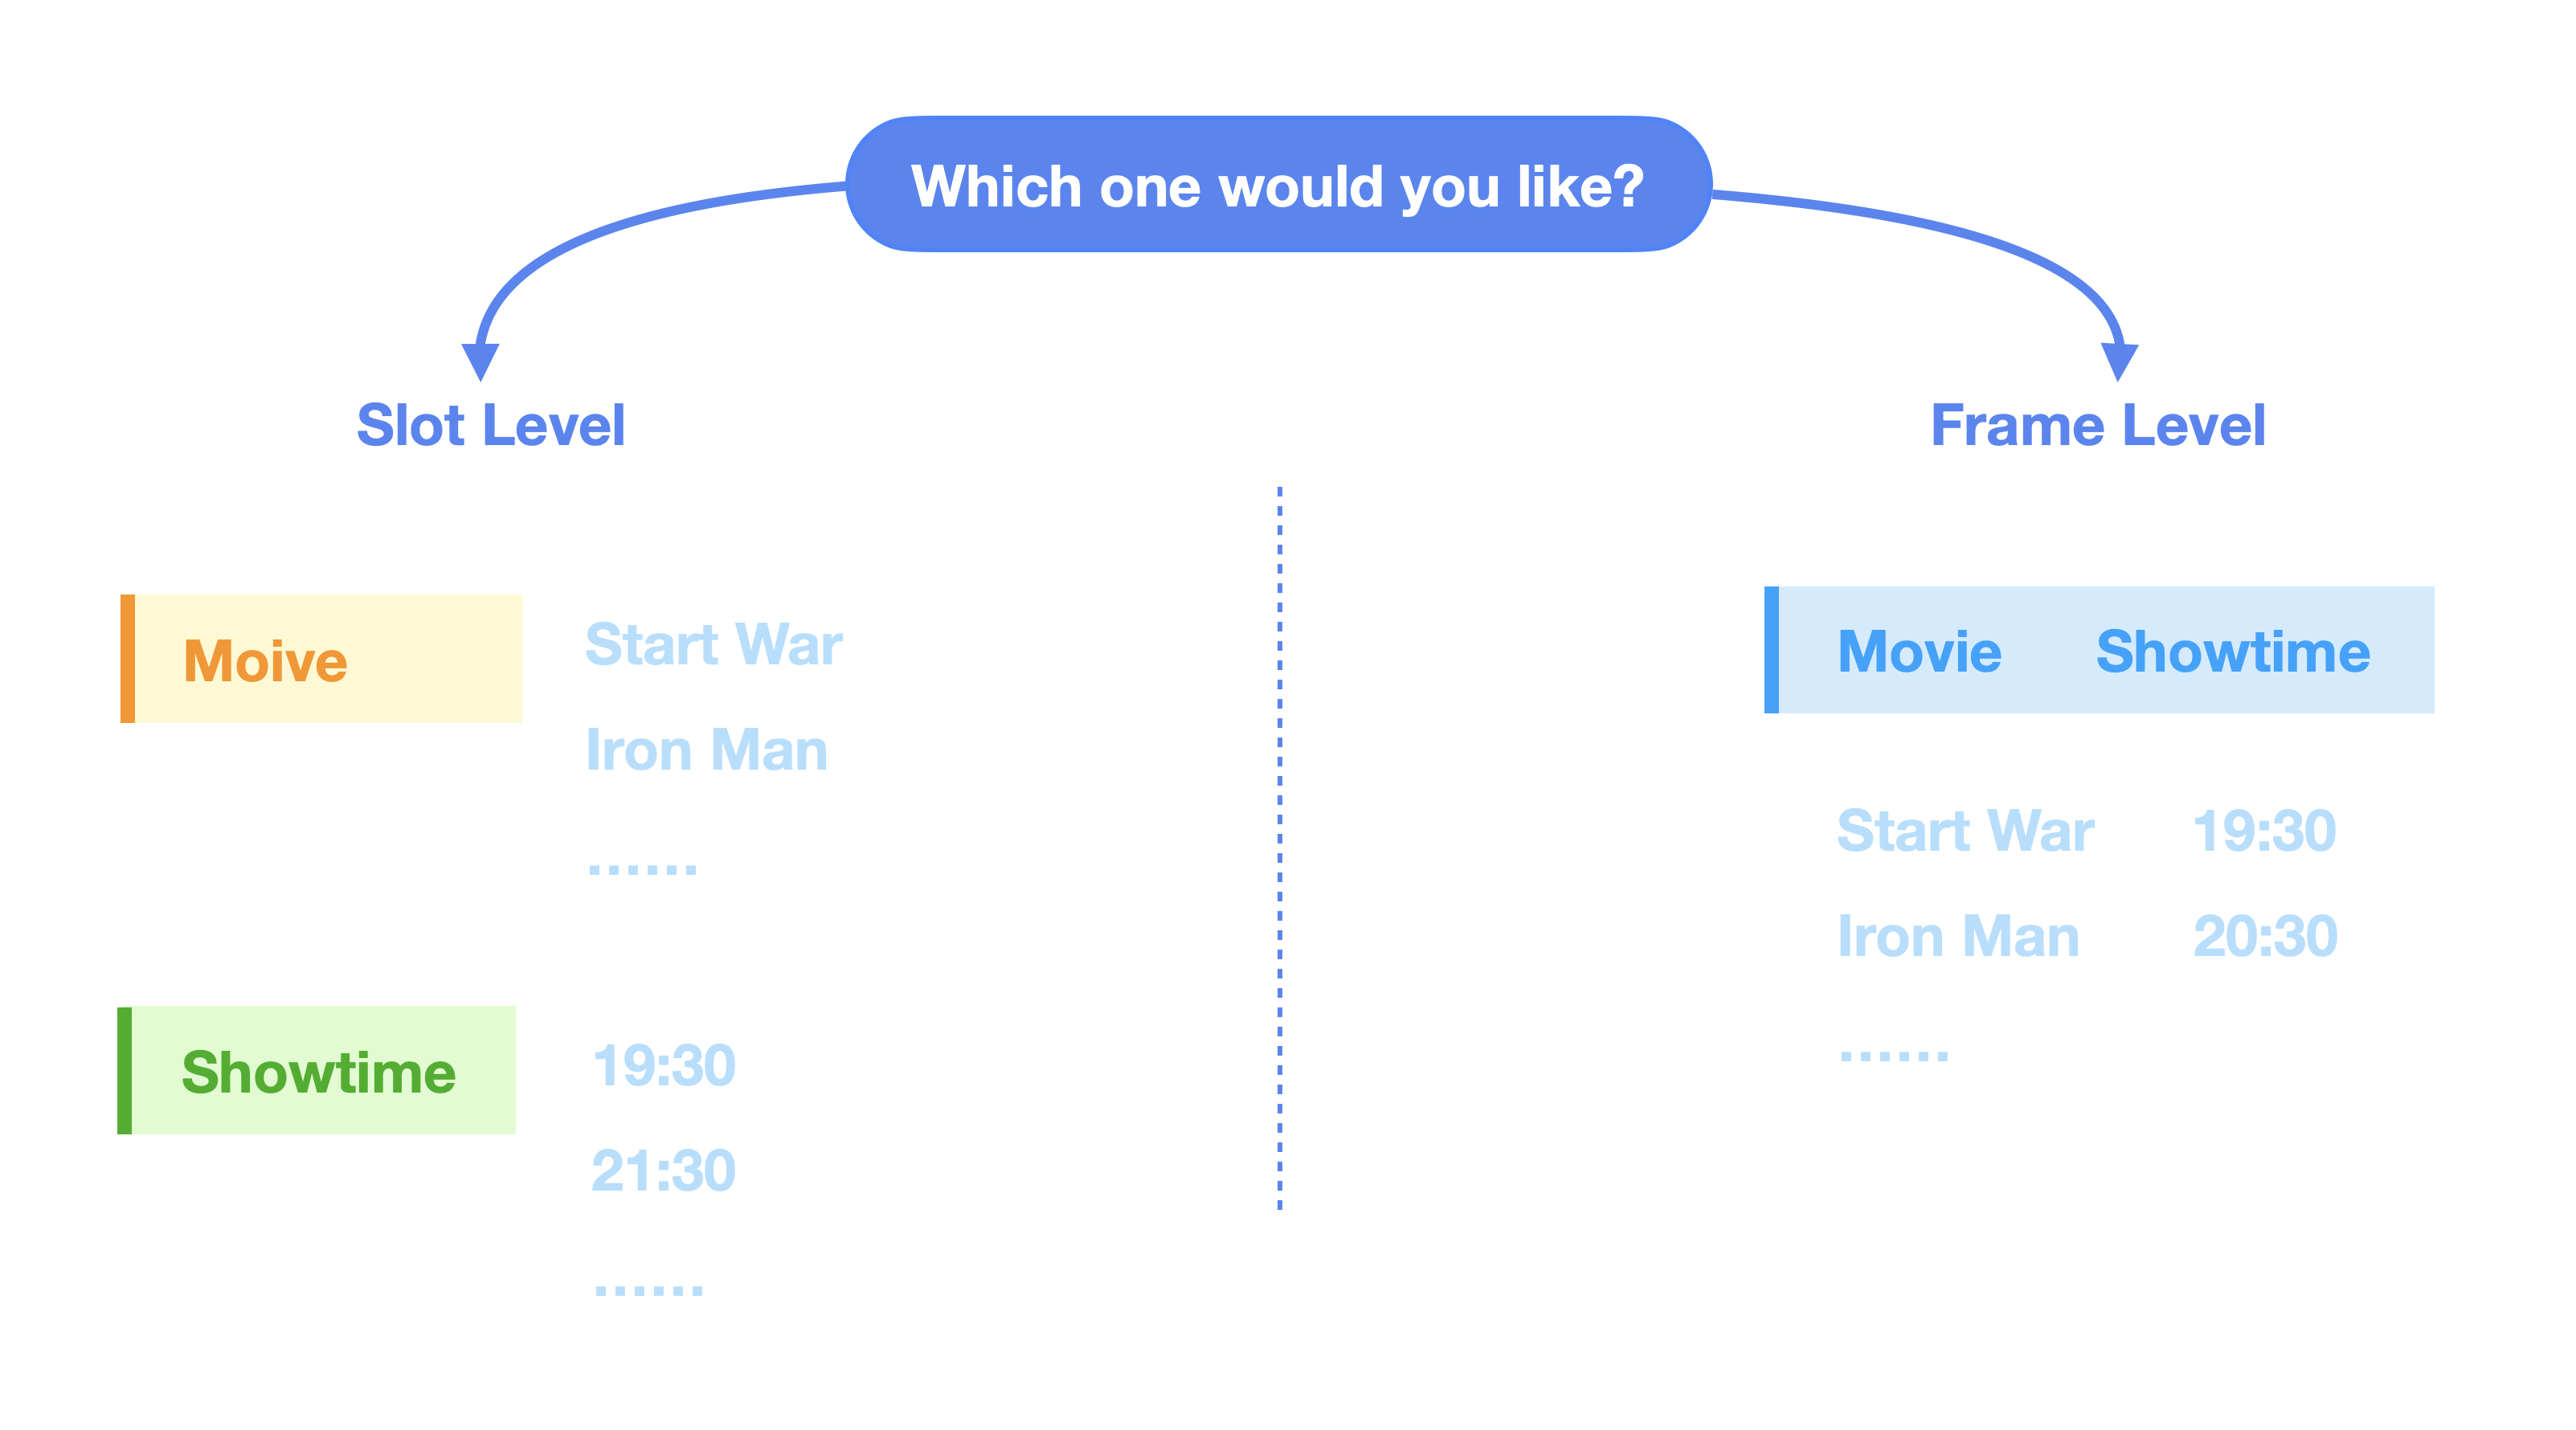 Which one would you like?
Slot Level
Moive
Start War
Iron Man
......
Showtime
19:30
21:30
......
Frame Level
Movie Showtime
Start War 19:30
Iron Man 20:30
......